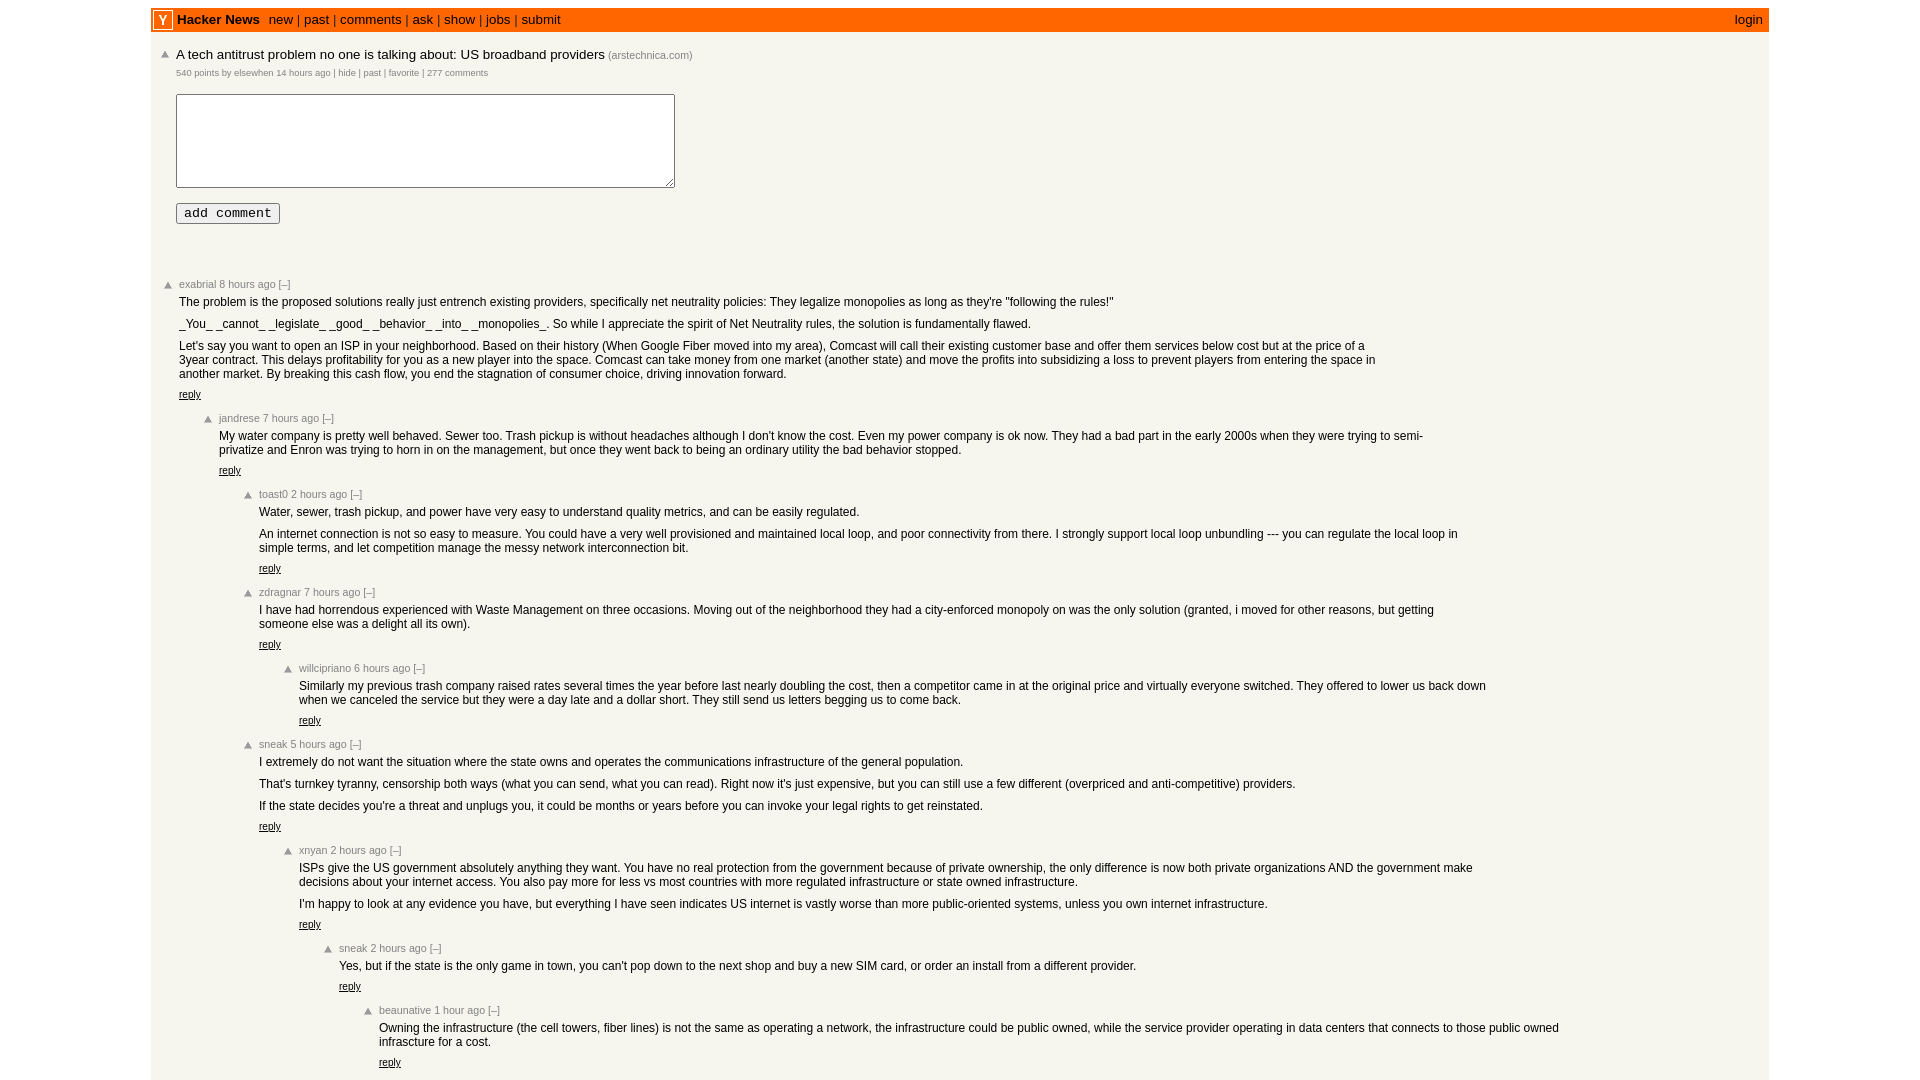 Y Hacker News new | past | comments | ask | show | jobs | submit login
A tech antitrust problem no one is talking about: US broadband providers (arstechnica.com)
540 points by elsewhen 14 hours ago | hide | past | favorite | 277 comments
add comment
exabrial 8 hours ago [–]
The problem is the proposed solutions really just entrench existing providers, specifically net neutrality policies: They legalize monopolies as long as they're "following the rules!"
_You_ _cannot_ _legislate_ _good_ _behavior_ _into_ _monopolies_. So while I appreciate the spirit of Net Neutrality rules, the solution is fundamentally flawed.
Let's say you want to open an ISP in your neighborhood. Based on their history (When Google Fiber moved into my area), Comcast will call their existing customer base and offer them services below cost but at the price of a
3year contract. This delays profitability for you as a new player into the space. Comcast can take money from one market (another state) and move the profits into subsidizing a loss to prevent players from entering the space in
another market. By breaking this cash flow, you end the stagnation of consumer choice, driving innovation forward.
reply
jandrese 7 hours ago [–]
My water company is pretty well behaved. Sewer too. Trash pickup is without headaches although I don't know the cost. Even my power company is ok now. They had a bad part in the early 2000s when they were trying to semi-
privatize and Enron was trying to horn in on the management, but once they went back to being an ordinary utility the bad behavior stopped.
reply
toast0 2 hours ago [–]
Water, sewer, trash pickup, and power have very easy to understand quality metrics, and can be easily regulated.
An internet connection is not so easy to measure. You could have a very well provisioned and maintained local loop, and poor connectivity from there. I strongly support local loop unbundling --- you can regulate the local loop in
simple terms, and let competition manage the messy network interconnection bit.
reply
zdragnar 7 hours ago [–]
I have had horrendous experienced with Waste Management on three occasions. Moving out of the neighborhood they had a city-enforced monopoly on was the only solution (granted, i moved for other reasons, but getting
someone else was a delight all its own).
reply
willcipriano 6 hours ago [–]
Similarly my previous trash company raised rates several times the year before last nearly doubling the cost, then a competitor came in at the original price and virtually everyone switched. They offered to lower us back down
when we canceled the service but they were a day late and a dollar short. They still send us letters begging us to come back.
reply
sneak 5 hours ago [–]
I extremely do not want the situation where the state owns and operates the communications infrastructure of the general population.
That's turnkey tyranny, censorship both ways (what you can send, what you can read). Right now it's just expensive, but you can still use a few different (overpriced and anti-competitive) providers.
If the state decides you're a threat and unplugs you, it could be months or years before you can invoke your legal rights to get reinstated.
reply
xnyan 2 hours ago [–]
ISPs give the US government absolutely anything they want. You have no real protection from the government because of private ownership, the only difference is now both private organizations AND the government make
decisions about your internet access. You also pay more for less vs most countries with more regulated infrastructure or state owned infrastructure.
I'm happy to look at any evidence you have, but everything I have seen indicates US internet is vastly worse than more public-oriented systems, unless you own internet infrastructure.
reply
sneak 2 hours ago [–]
Yes, but if the state is the only game in town, you can't pop down to the next shop and buy a new SIM card, or order an install from a different provider.
reply
beaunative 1 hour ago [–]
Owning the infrastructure (the cell towers, fiber lines) is not the same as operating a network, the infrastructure could be public owned, while the service provider operating in data centers that connects to those public owned
infrascture for a cost.
reply